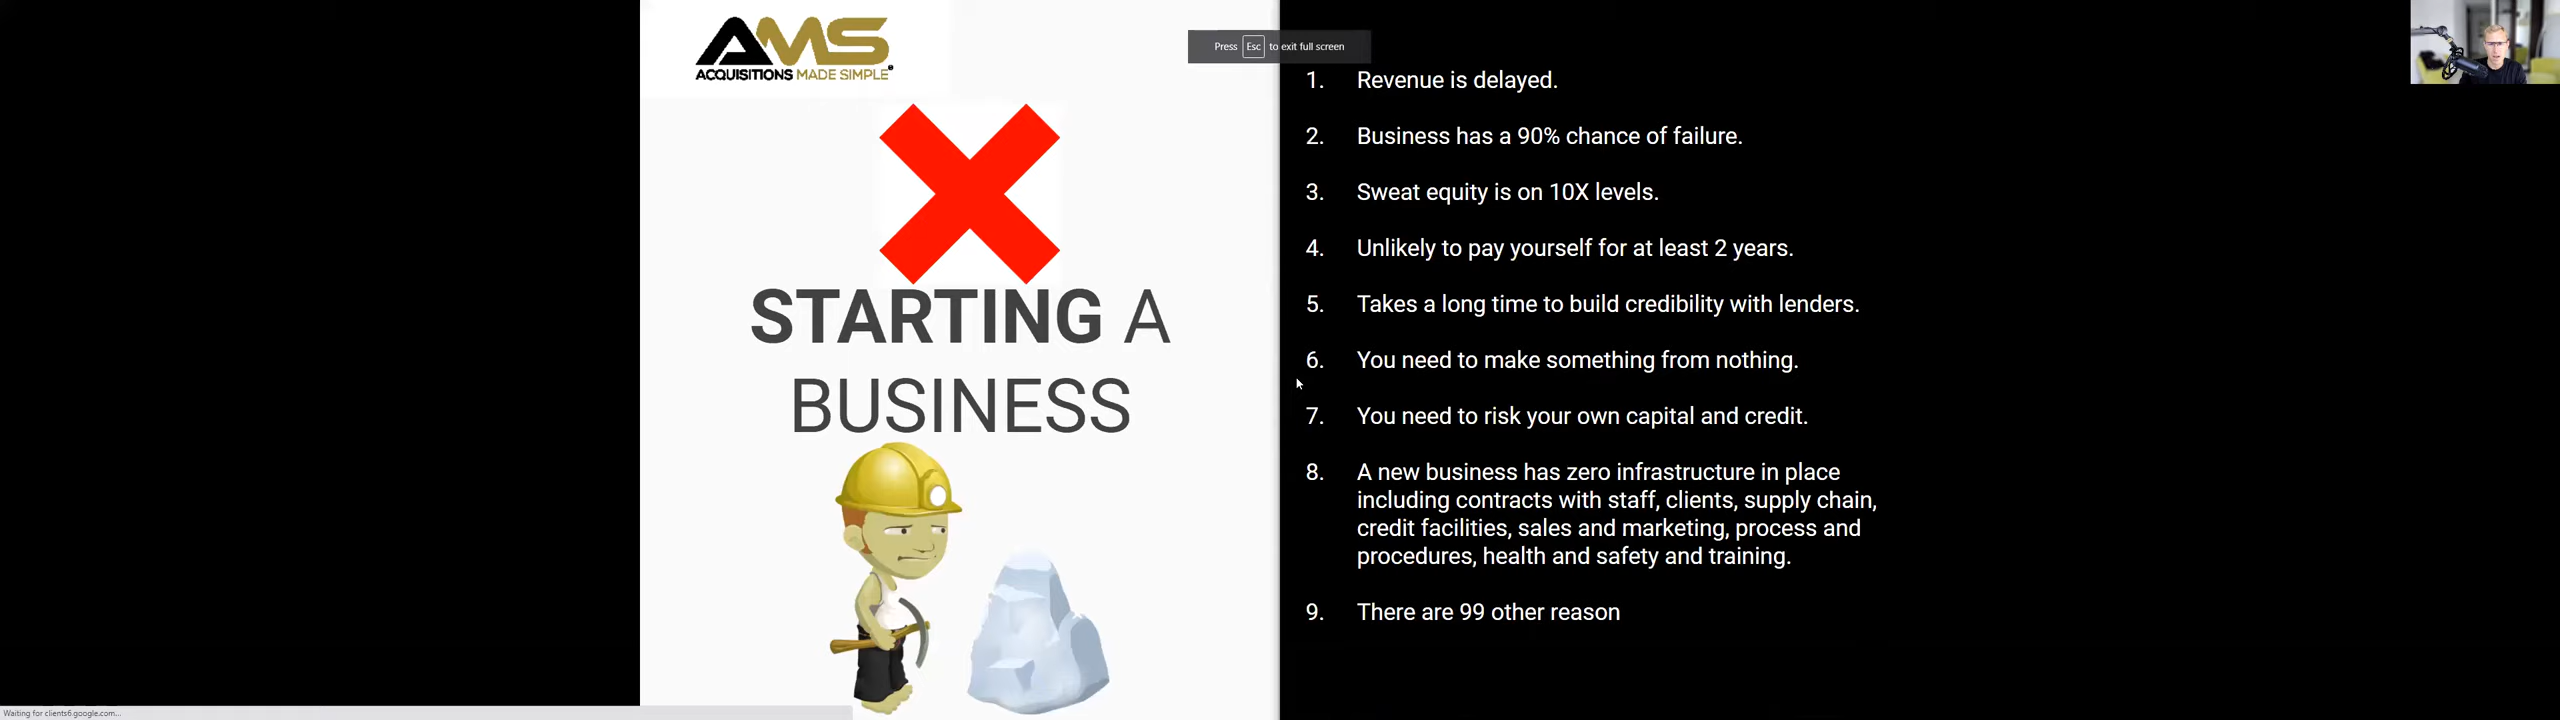 AMS
ACQUISITIONS MADE SIMPLE
STARTING A
BUSINESS
Press Esc to exit full screen
1. Revenue is delayed.
2. Business has a 90% chance of failure.
3. Sweat equity is on 10X levels.
4. Unlikely to pay yourself for at least 2 years.
5. Takes a long time to build credibility with lenders.
6. You need to make something from nothing.
7. You need to risk your own capital and credit.
8. A new business has zero infrastructure in place
including contracts with staff, clients, supply chain,
credit facilities, sales and marketing, process and
procedures, health and safety and training.
9. There are 99 other reason
Waiting for clients6.google.com...